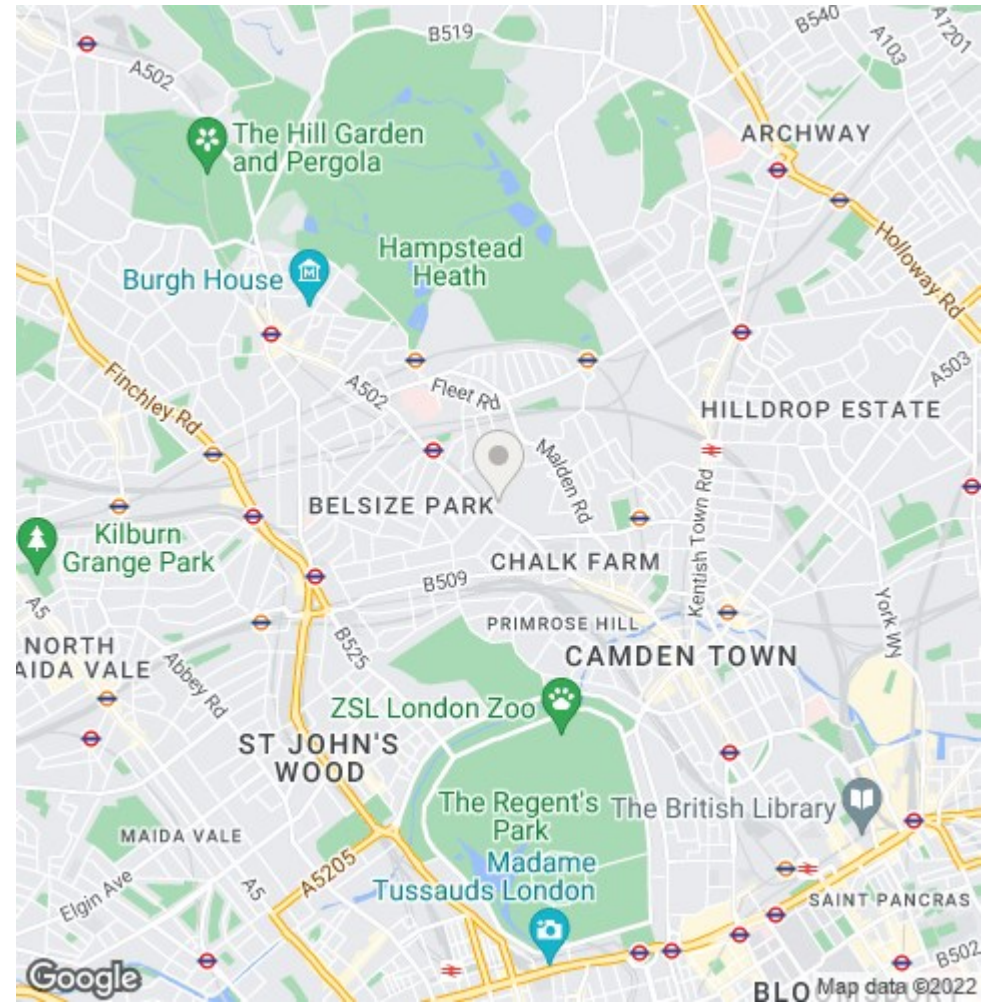 B519
B540
A103
A1201
A502
The Hill Garden
and Pergola
ARCHWAY
Hampstead
Heath
Holloway Rd
Burgh House
A503
Finchley Rd
A502
Fleet Rd
HILLDROP ESTATE
Malden Rd
BELSIZE PARK
Kentish Town Rd
Kilburn
Grange Park
CHALK FARM
B509
A5
York Wy
PRIMROSE HILL
NORTH
AIDA VALE
B525
CAMDEN TOWN
Abbey Rd
ZSL London Zoo
ST JOHN'S
WOOD
The Regent's
Park
The British Library
MAIDA VALE
Madame
Tussauds London
A5205
Elgin Ave
A5
SAINT PANCRAS
B502
Google
BLO
Map data ©2022